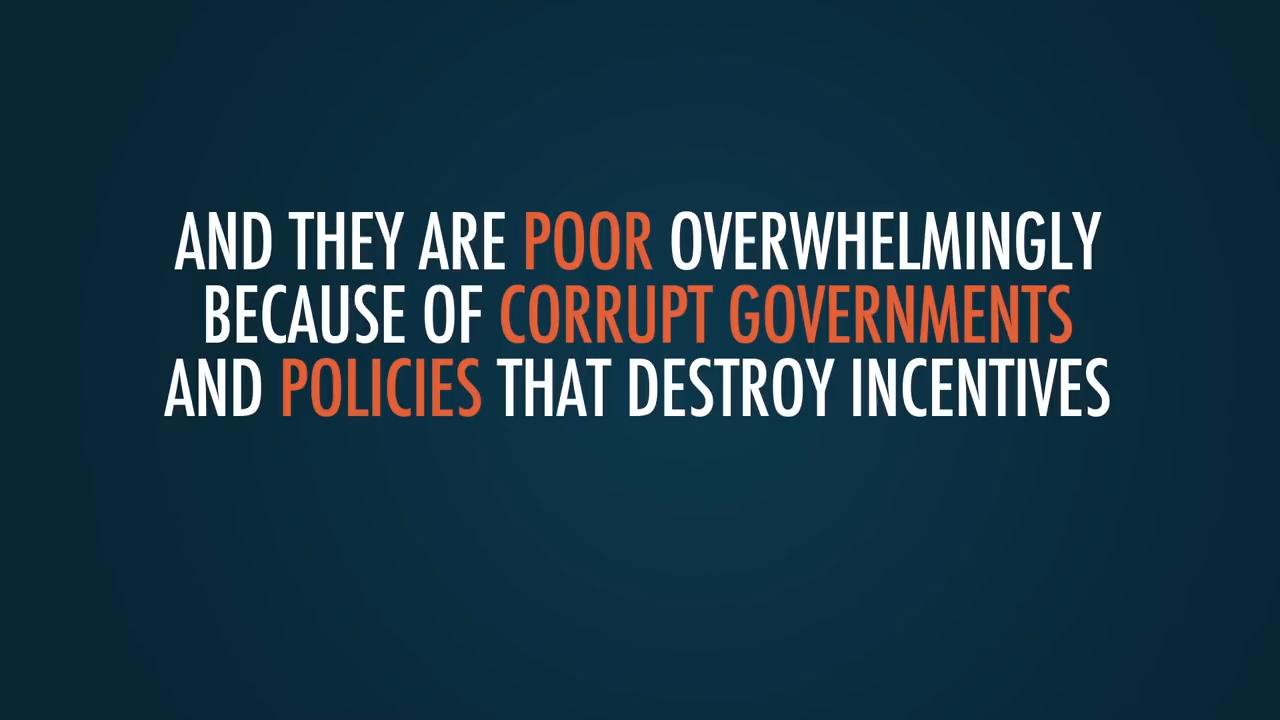 AND THEY ARE POOR OVERWHELMINGLY
BECAUSE OF CORRUPT GOVERNMENTS
AND POLICIES THAT DESTROY INCENTIVES